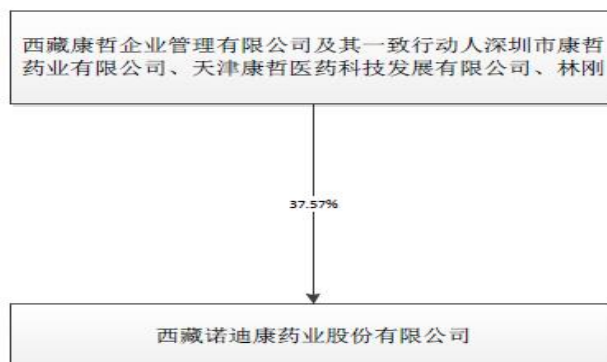 西藏康哲企业管理有限公司及其一致行动人深圳市康哲
药业有限公司、天津康哲医药科技发展有限公司、林刚
37.57%
西藏诺迪康药业股份有限公司